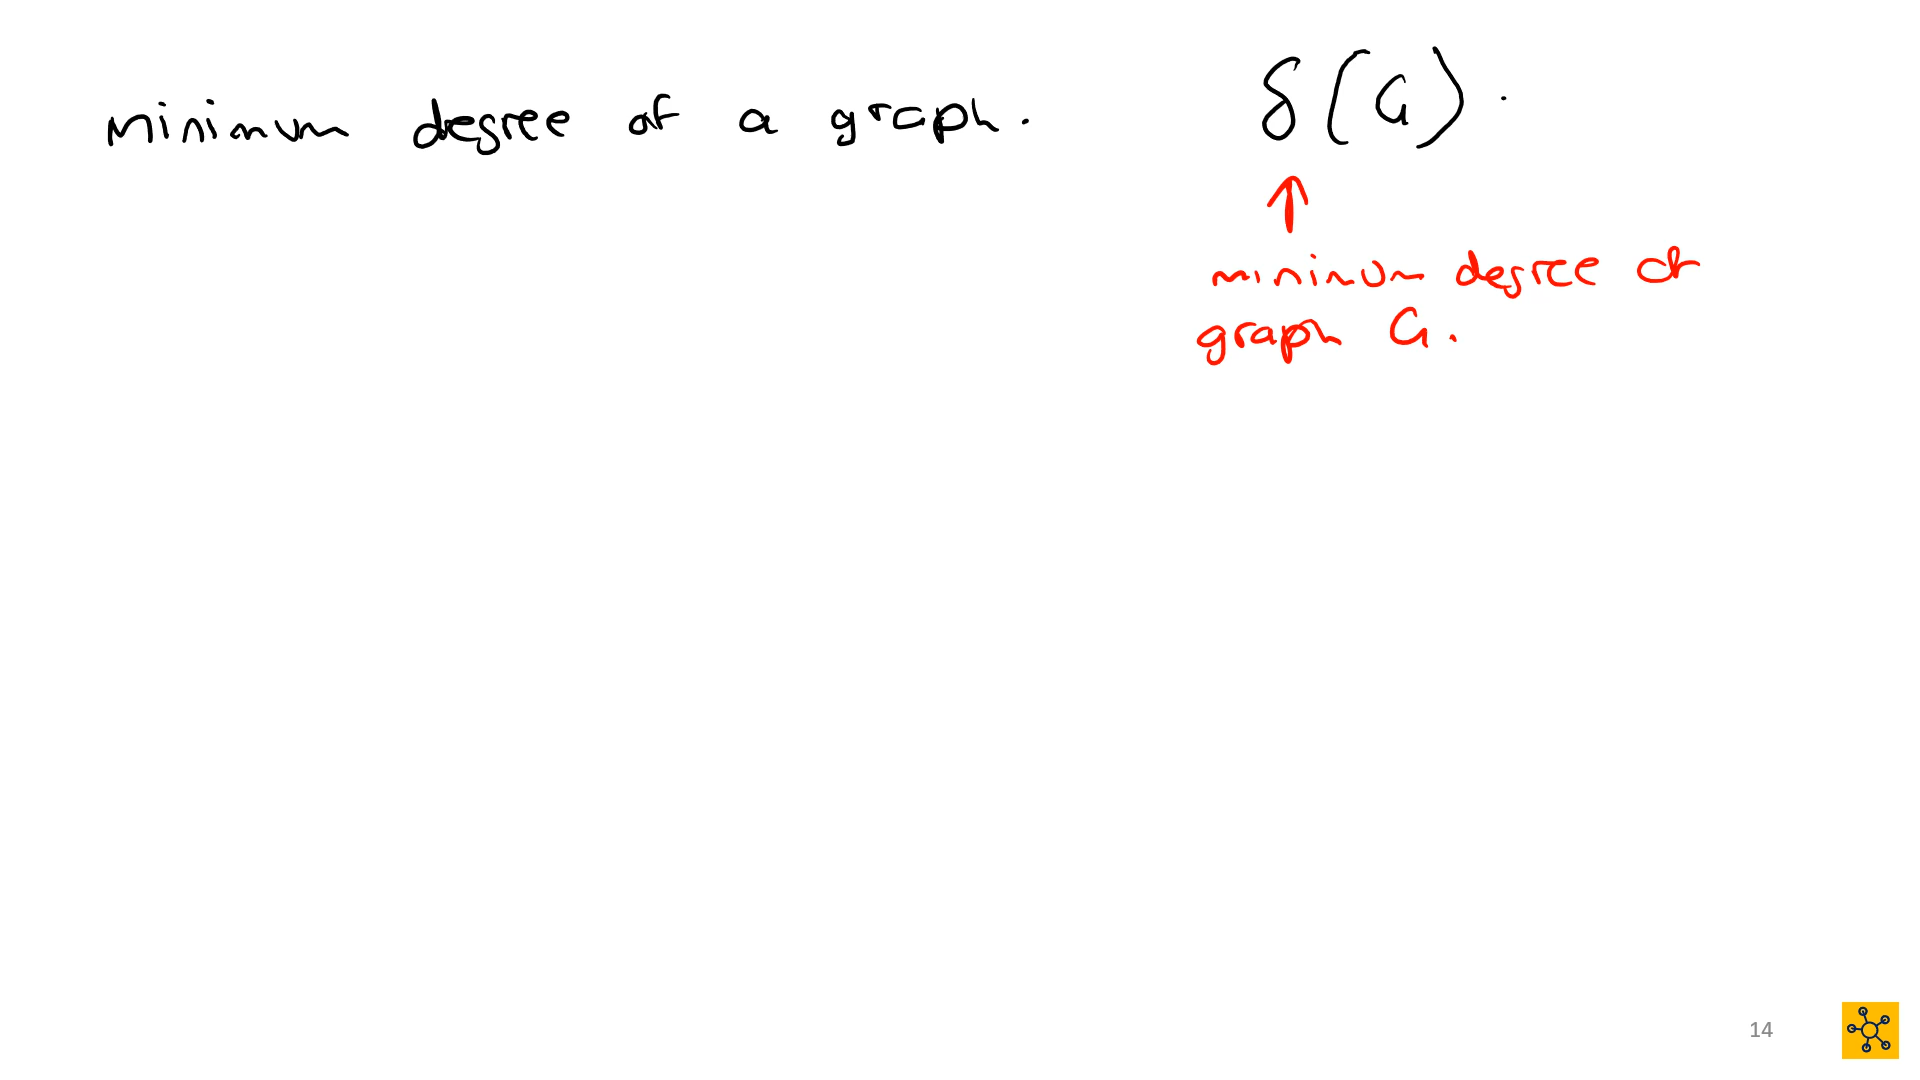 minimum degree of a graph.
δ(G).
↑
minimum degree of
graph G.
14